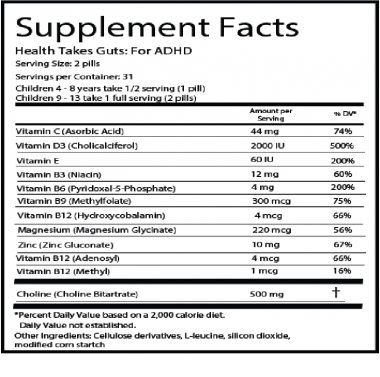 Supplement Facts
Health Takes Guts: For ADHD
Serving Size: 2 pills
Servings per Container: 31
Children 4 - 8 years take 1/2 serving (1 pill)
Children 9 - 13 take 1 full serving (2 pills)
Amount per Serving % DV*
Vitamin C (Asorbic Acid) 44 mg 74%
Vitamin D3 (Cholicalciferol) 2000 IU 500%
Vitamin E 60 IU 200%
Vitamin B3 (Niacin) 12 mg 60%
Vitamin B6 (Pyridoxal-5-Phosphate) 4 mg 200%
Vitamin B9 (Methylfolate) 300 mcg 75%
Vitamin B12 (Hydroxycobalamin) 4 mcg 66%
Magnesium (Magnesium Glycinate) 220 mcg 56%
Zinc (Zinc Gluconate) 10 mg 67%
Vitamin B12 (Adenosyl) 4 mcg 66%
Vitamin B12 (Methyl) 1 mcg 16%
Choline (Choline Bitartrate) 500 mg †
*Percent Daily Value based on a 2,000 calorie diet.
Daily Value not established.
Other Ingredients: Cellulose derivatives, L-leucine, silicon dioxide,
modified corn starch